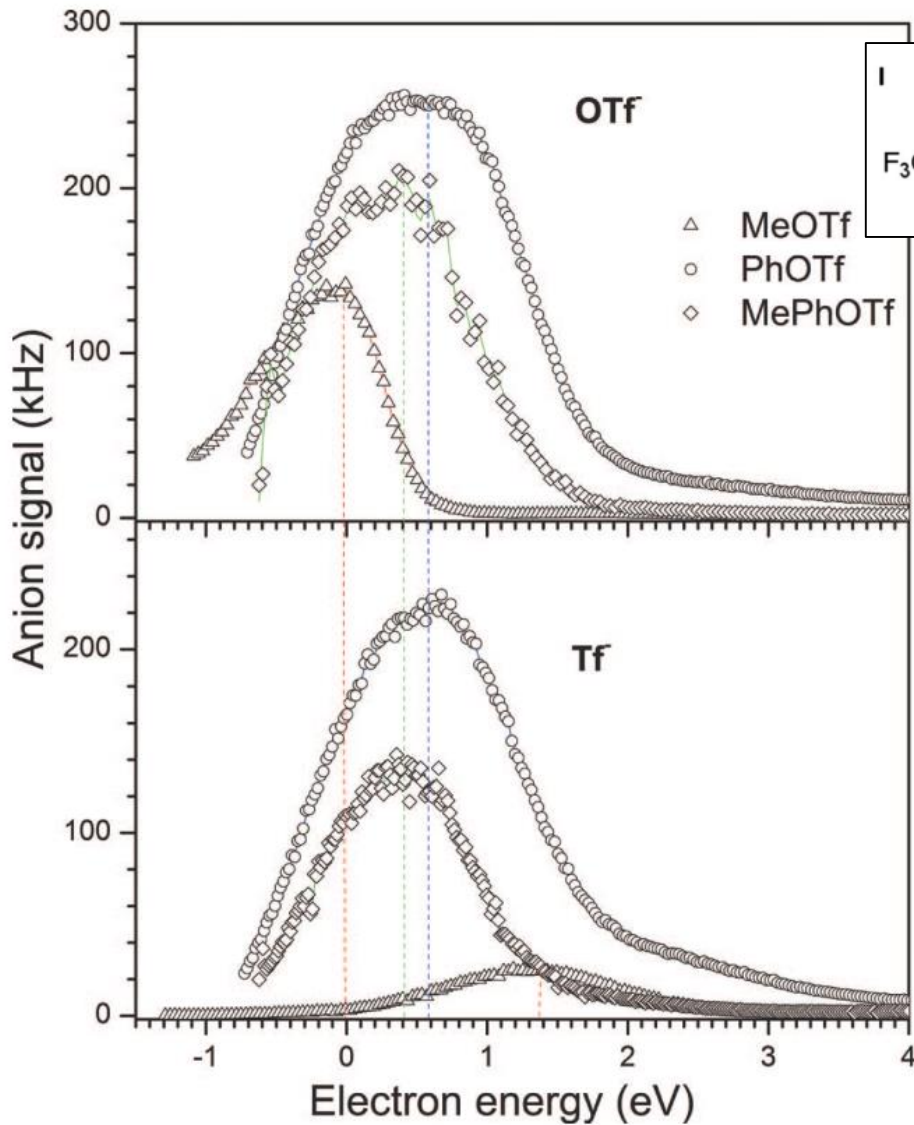 300
200
100
0
200
100
0
Anion signal (kHz)
OTf⁻
I
F₃
MeOTf
PhOTf
MePhOTf
Tf⁻
-1 0 1 2 3 4
Electron energy (eV)